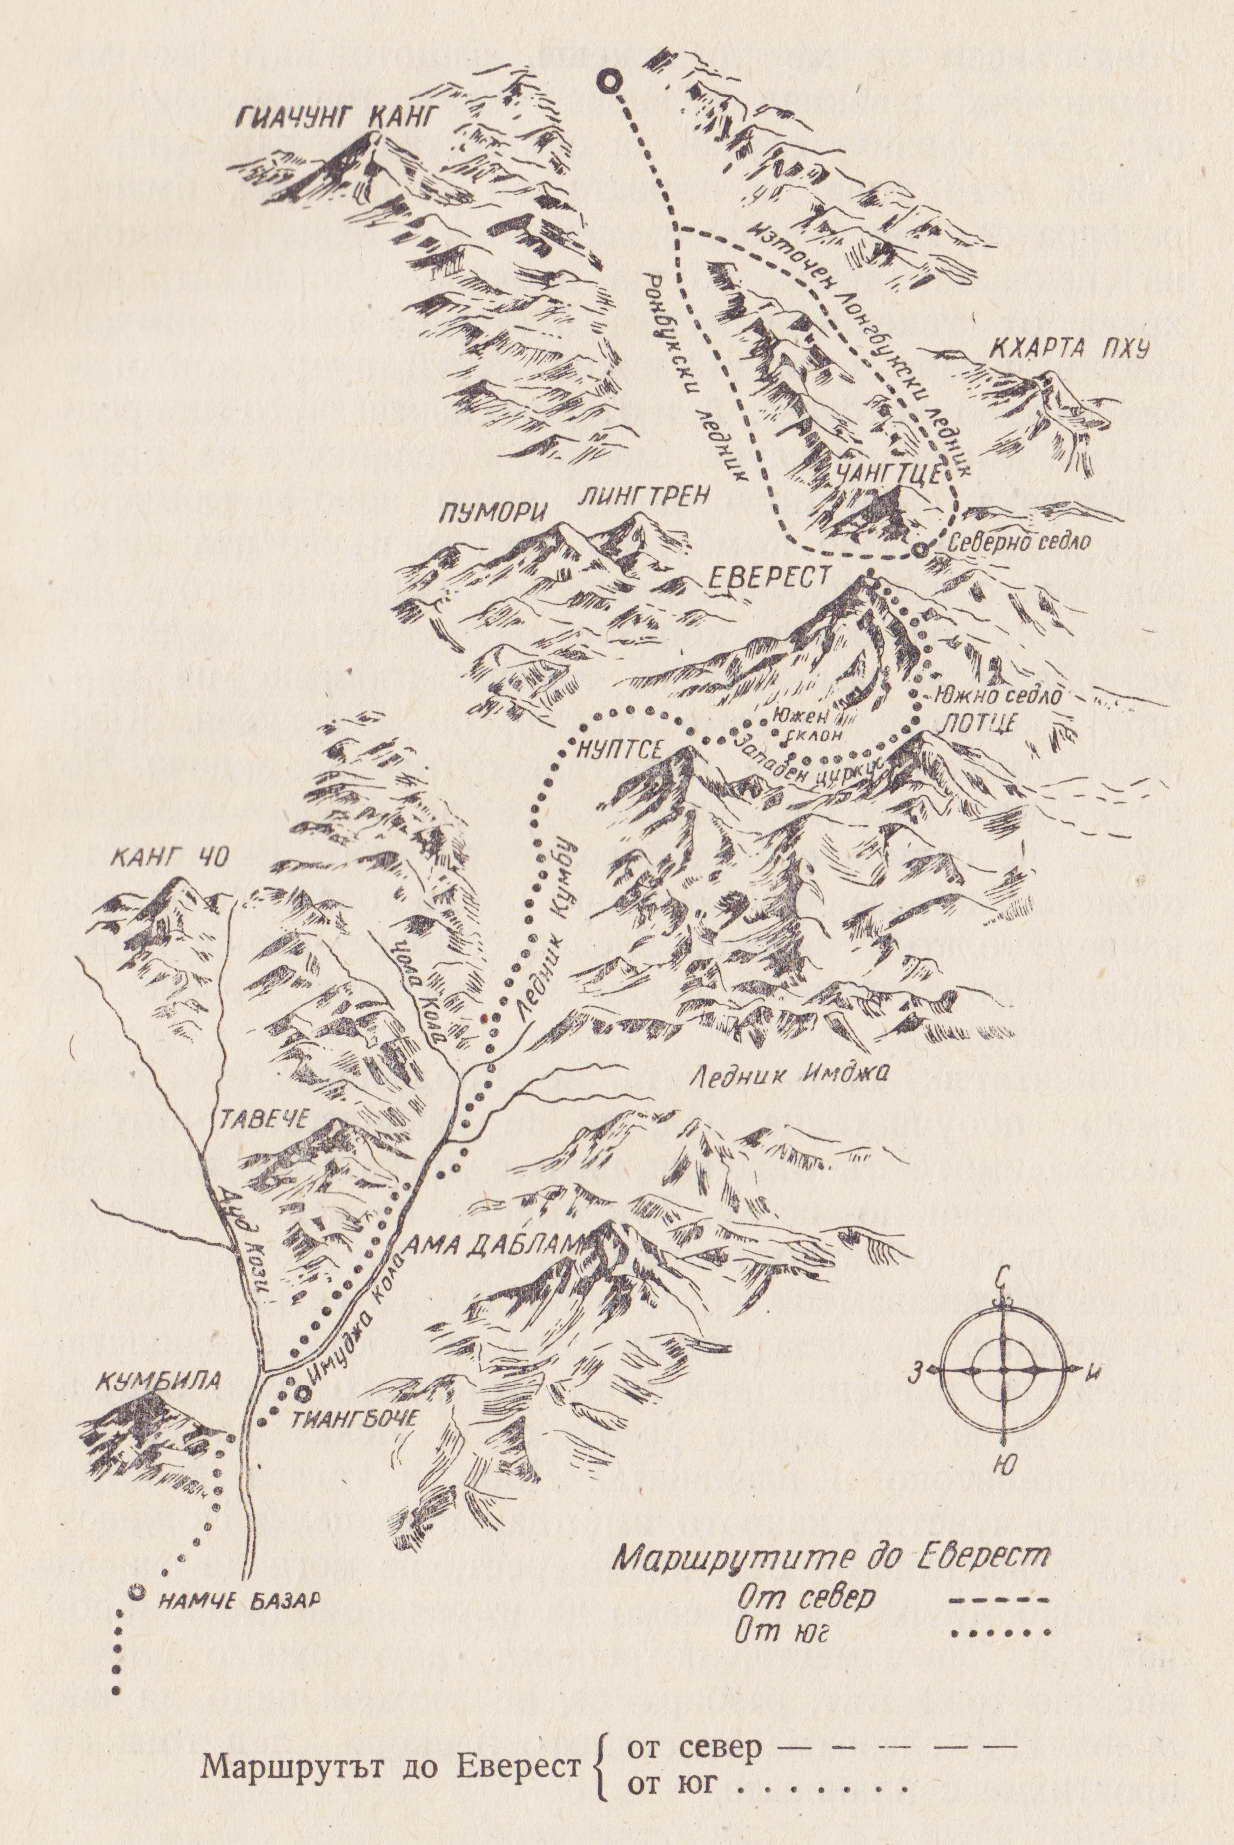 ГИАЧУНГ КАНГ
Източен Лонгбукски ледник
Ронбукски ледник
КХАРТА ПХУ
ЧАНГТЦЕ
ЛИНГТРЕН
ПУМОРИ
Северно седло
ЕВЕРЕСТ
Южно седло
ЛОТЦЕ
Южен
склон
Западен циркус
НУПТСЕ
КАНГ ЧО
Ледник Кумбу
Чола Кола
Ледник Имджа
ТАВЕЧЕ
Дуд Кози
АМА ДАБЛАМ
Имуджа Кола
КУМБИЛА
ТИАНГБОЧЕ
С
З И
Ю
НАМЧЕ БАЗАР
Маршрутите до Еверест
От север
От юг
Маршрутът до Еверест
от север
от юг